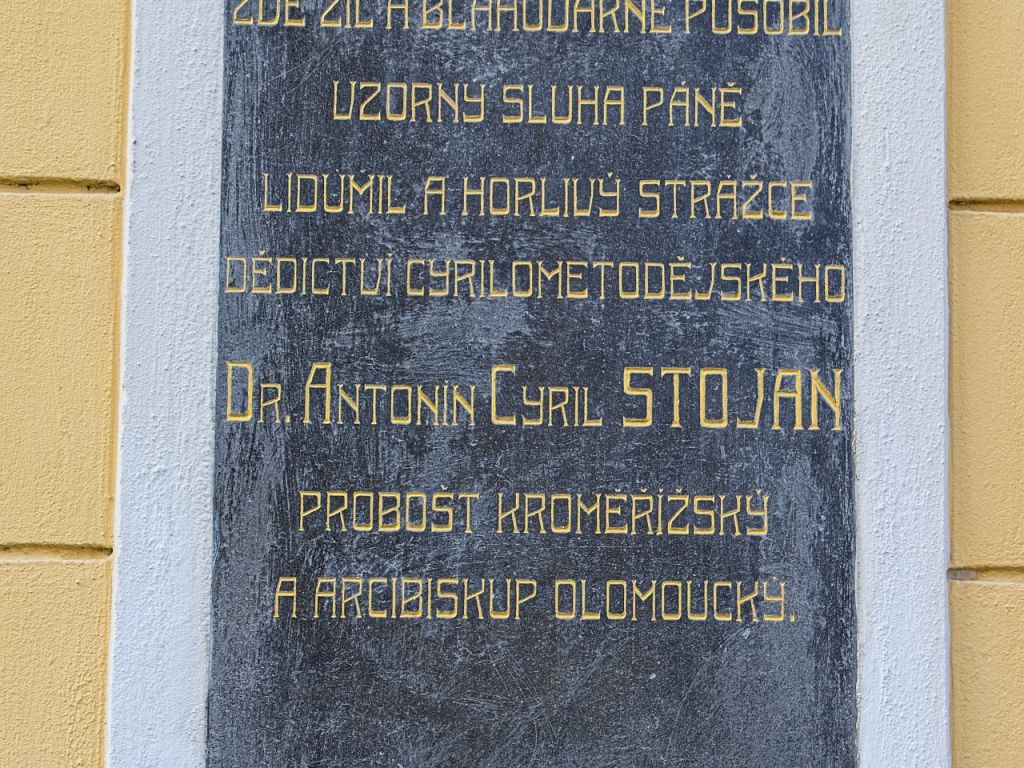 ZDE ŽIL A BLAHODÁRNĚ PŮSOBIL
UZORNÝ SLUHA PÁNĚ
LIDUMIL A HORLIVÝ STRÁŽCE
DĚDICTVÍ CYRILOMETODĚJSKÉHO
DR. ANTONÍN CYRIL STOJAN
PROBOŠT KROMĚŘÍŽSKÝ
A ARCIBISKUP OLOMOUCKÝ.